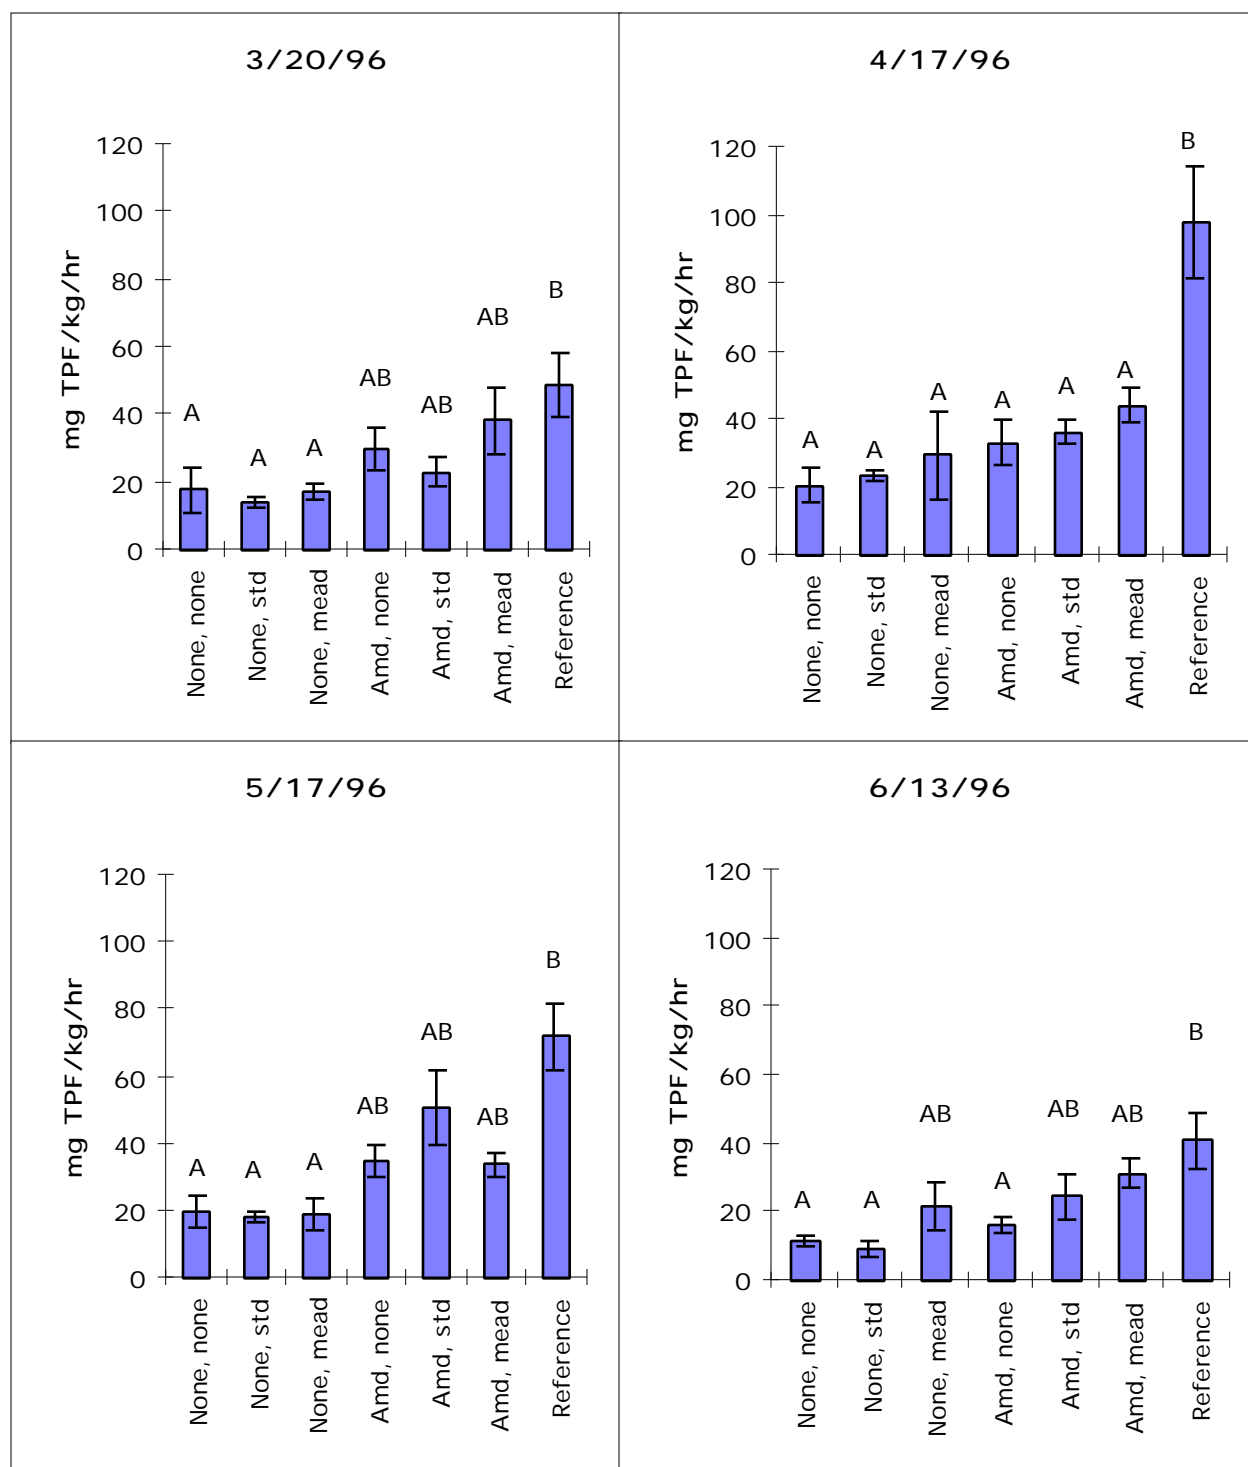 3/20/96
mg TPF/kg/hr
120
100
80
60
40
20
0
A
A
A
AB
AB
AB
B
None, none
None, std
None, mead
Amd, none
Amd, std
Amd, mead
Reference
4/17/96
mg TPF/kg/hr
120
100
80
60
40
20
0
A
A
A
A
A
A
B
None, none
None, std
None, mead
Amd, none
Amd, std
Amd, mead
Reference
5/17/96
mg TPF/kg/hr
120
100
80
60
40
20
0
A
A
A
AB
AB
AB
B
None, none
None, std
None, mead
Amd, none
Amd, std
Amd, mead
Reference
6/13/96
mg TPF/kg/hr
120
100
80
60
40
20
0
A
A
AB
A
AB
AB
B
None, none
None, std
None, mead
Amd, none
Amd, std
Amd, mead
Reference